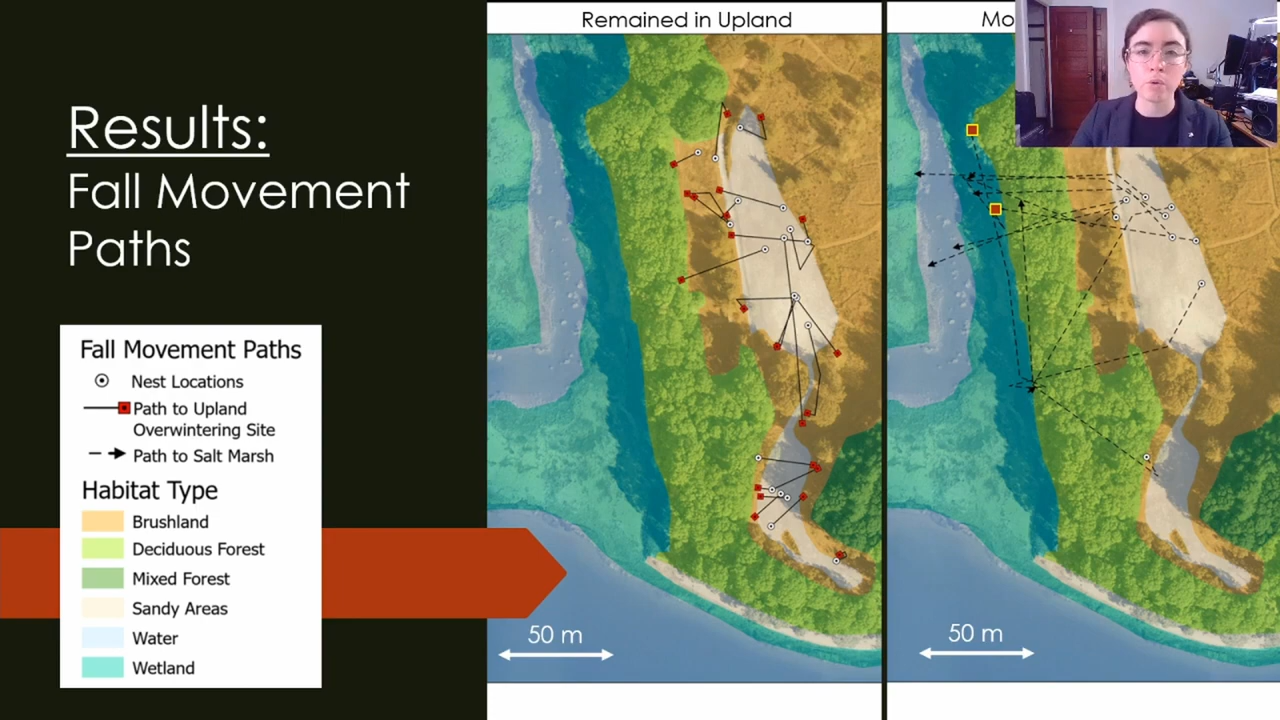 Results:
Fall Movement
Paths
Fall Movement Paths
Nest Locations
Path to Upland
Overwintering Site
Path to Salt Marsh
Habitat Type
Brushland
Deciduous Forest
Mixed Forest
Sandy Areas
Water
Wetland
Remained in Upland
50 m
Mo
50 m